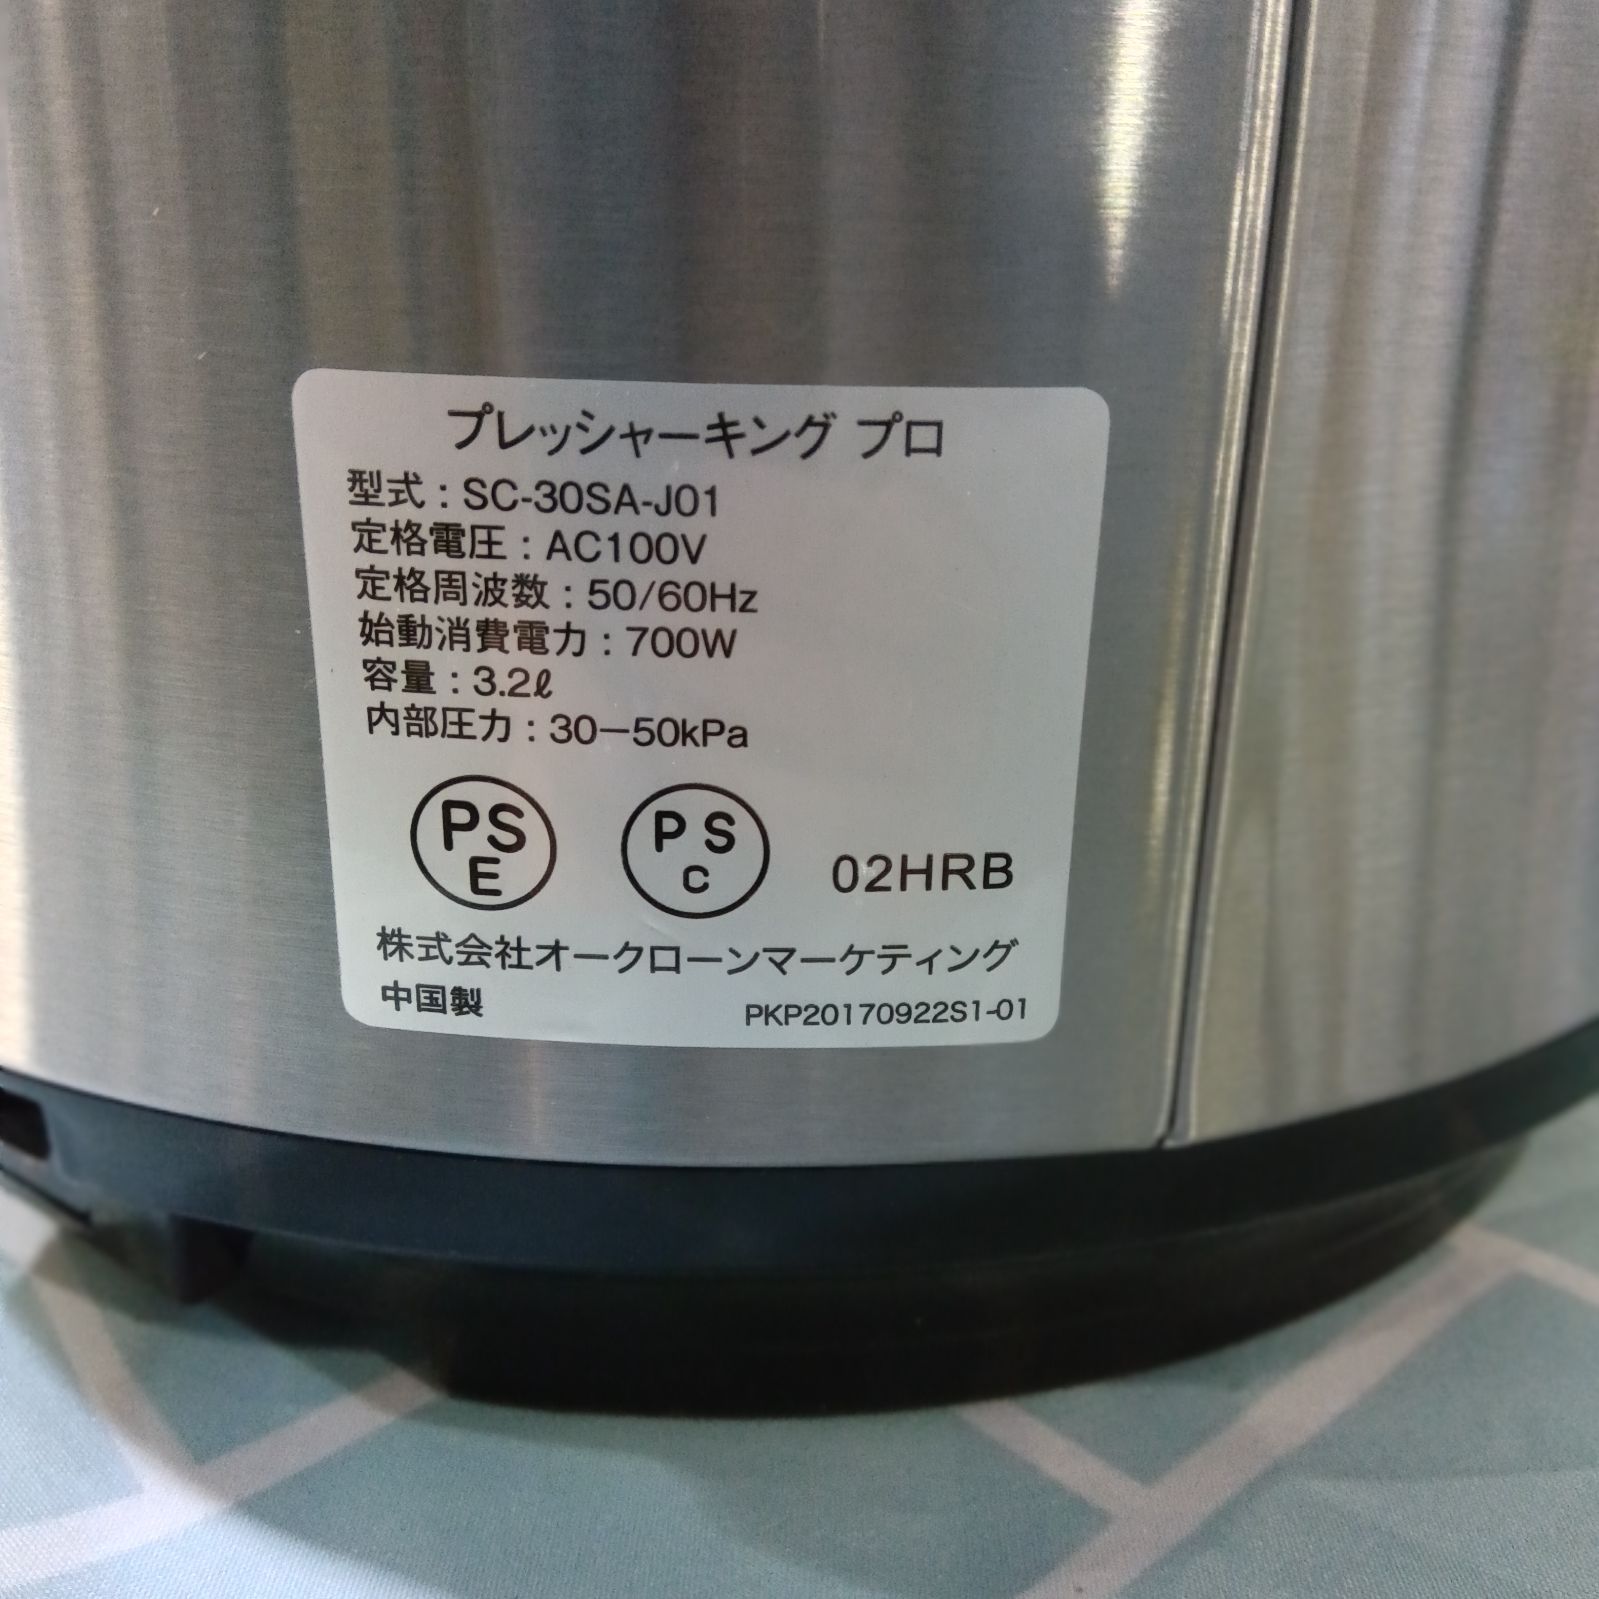 プレッシャーキング プロ
型式：SC-30SA-J01
定格電圧：AC100V
定格周波数：50/60Hz
始動消費電力：700W
容量：3.2ℓ
内部圧力：30−50kPa
PS
E
PS
C
02HRB
株式会社オークローンマーケティング
中国製
PKP20170922S1-01